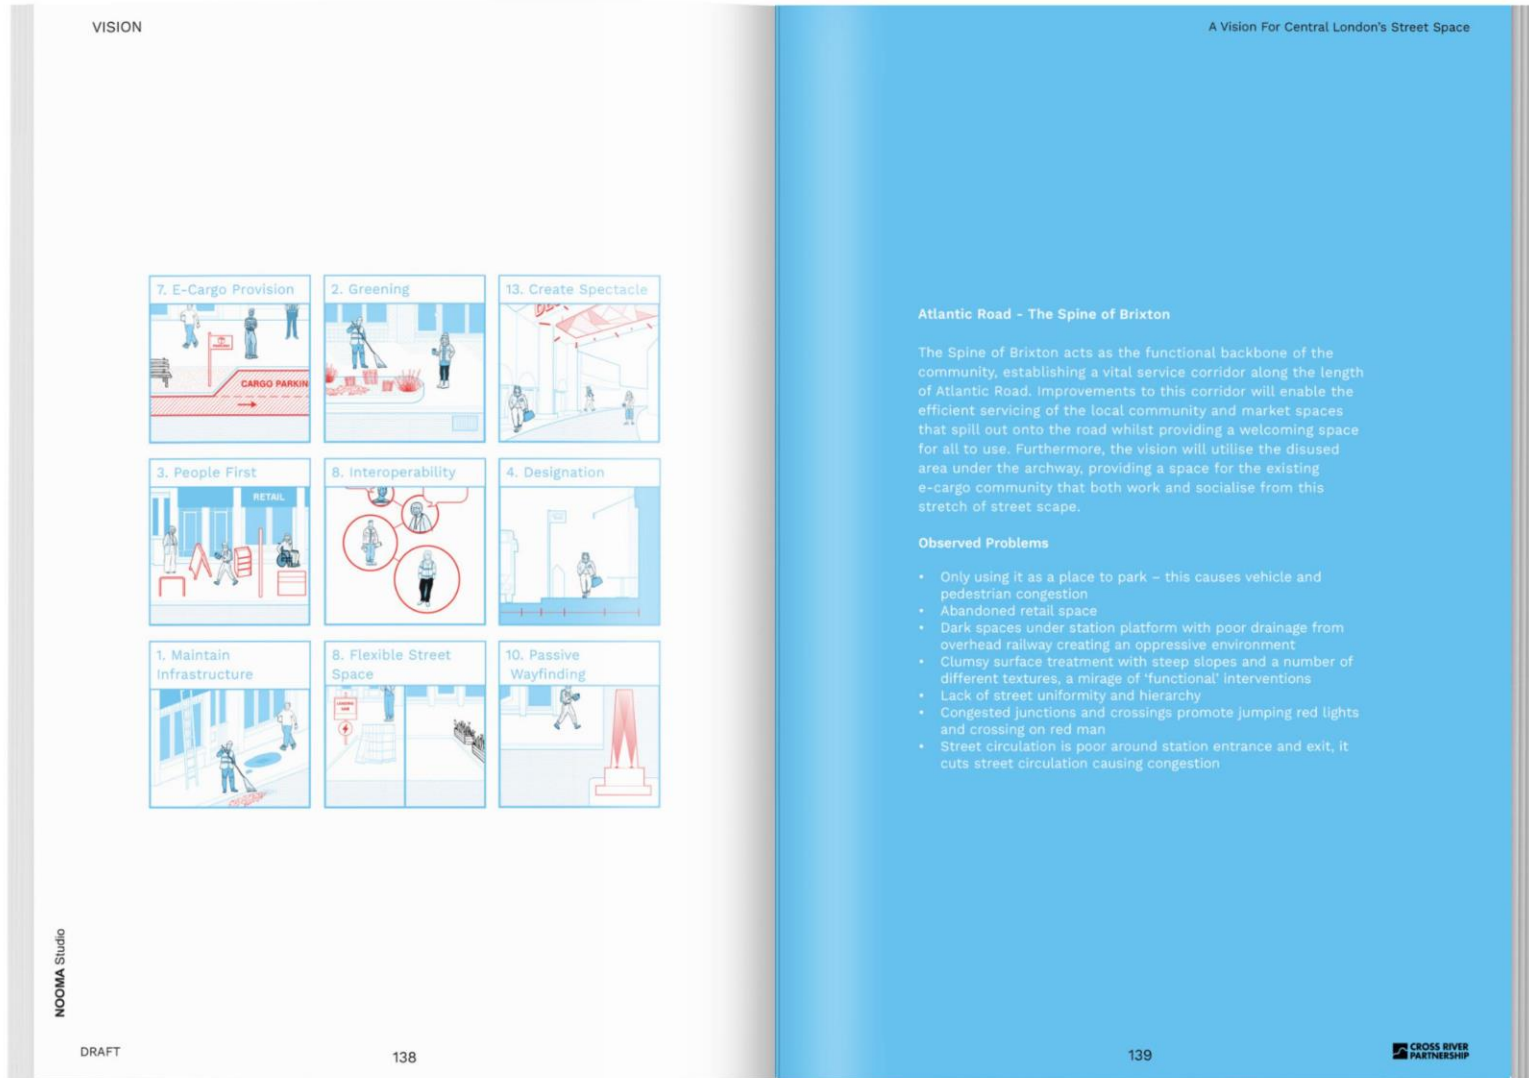 VISION
7. E-Cargo Provision
CARGO PARKIN
2. Greening
13. Create Spectacle
3. People First
RETAIL
8. Interoperability
4. Designation
1. Maintain
Infrastructure
8. Flexible Street
Space
LOADING
10. Passive
Wayfinding
NOOMA Studio
DRAFT
138
A Vision For Central London's Street Space
Atlantic Road - The Spine of Brixton
The Spine of Brixton acts as the functional backbone of the
community, establishing a vital service corridor along the length
of Atlantic Road. Improvements to this corridor will enable the
efficient servicing of the local community and market spaces
that spill out onto the road whilst providing a welcoming space
for all to use. Furthermore, the vision will utilise the disused
area under the archway, providing a space for the existing
e-cargo community that both work and socialise from this
stretch of street scape.
Observed Problems
• Only using it as a place to park – this causes vehicle and
pedestrian congestion
• Abandoned retail space
• Dark spaces under station platform with poor drainage from
overhead railway creating an oppressive environment
• Clumsy surface treatment with steep slopes and a number of
different textures, a mirage of ‘functional’ interventions
• Lack of street uniformity and hierarchy
• Congested junctions and crossings promote jumping red lights
and crossing on red man
• Street circulation is poor around station entrance and exit, it
cuts street circulation causing congestion
139
CROSS RIVER
PARTNERSHIP